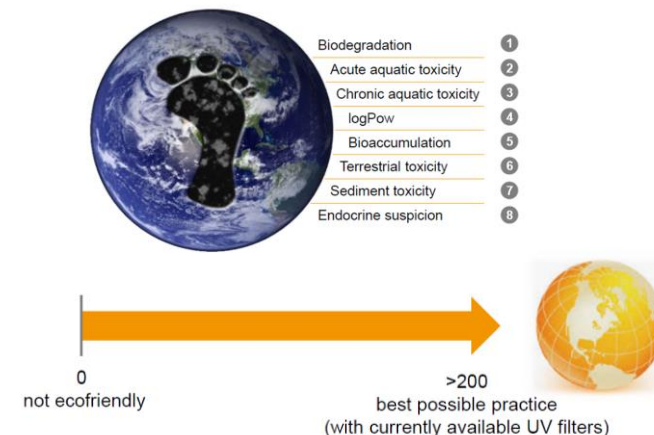 Biodegradation 1
Acute aquatic toxicity 2
Chronic aquatic toxicity 3
logPow 4
Bioaccumulation 5
Terrestrial toxicity 6
Sediment toxicity 7
Endocrine suspicion 8
0
not ecofriendly
>200
best possible practice
(with currently available UV filters)